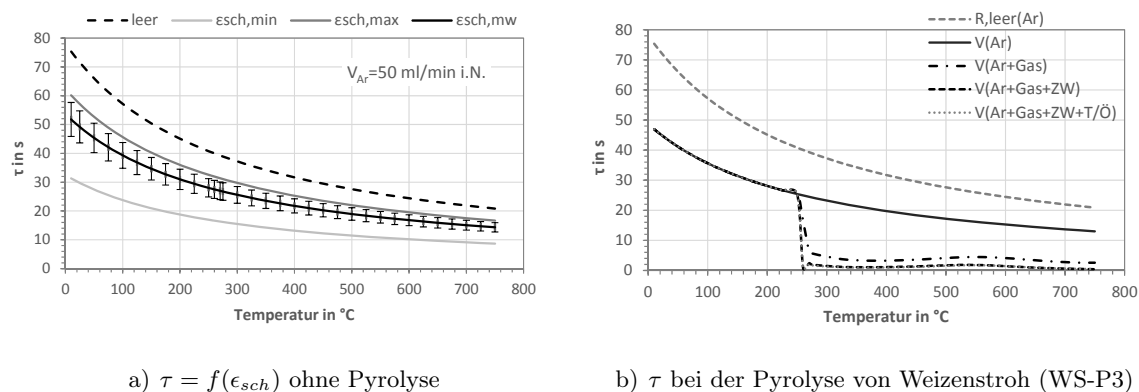 leer εsch,min εsch,max εsch,mw
80
70
60
50
40
30
20
10
0
τ in s
V_Ar=50 ml/min i.N.
0 100 200 300 400 500 600 700 800
Temperatur in °C
a) τ = f(ϵ_sch) ohne Pyrolyse
80
70
60
50
40
30
20
10
0
τ in s
R,leer(Ar)
V(Ar)
V(Ar+Gas)
V(Ar+Gas+ZW)
V(Ar+Gas+ZW+T/Ö)
0 100 200 300 400 500 600 700 800
Temperatur in °C
b) τ bei der Pyrolyse von Weizenstroh (WS-P3)